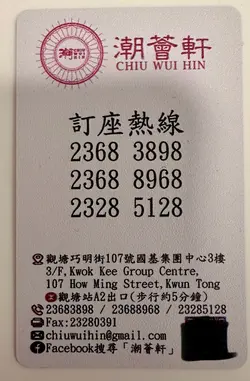 潮薈軒
CHIU WUI HIN
訂座熱線
2368 3898
2368 8968
2328 5128
觀塘巧明街107號國基集團中心3樓
3/F,Kwok Kee Group Centre,
107 How Ming Street,Kwun Tong
觀塘站A2出口(步行約5分鐘)
23683898 / 23688968 / 23285128
Fax:23280391
chiuwuihin@gmail.com
Facebook搜尋「潮薈軒」